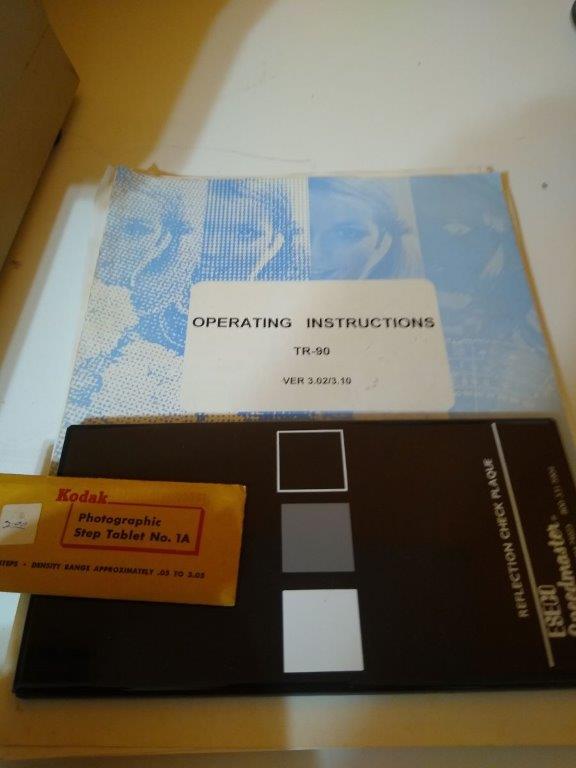 OPERATING INSTRUCTIONS
TR-90
VER 3.02/3.10
Kodak
Photographic
Step Tablet No. 1A
STEPS • DENSITY RANGE APPROXIMATELY .05 TO 3.05
REFLECTION CHECK PLAQUE
ESECO
Speedmaster®